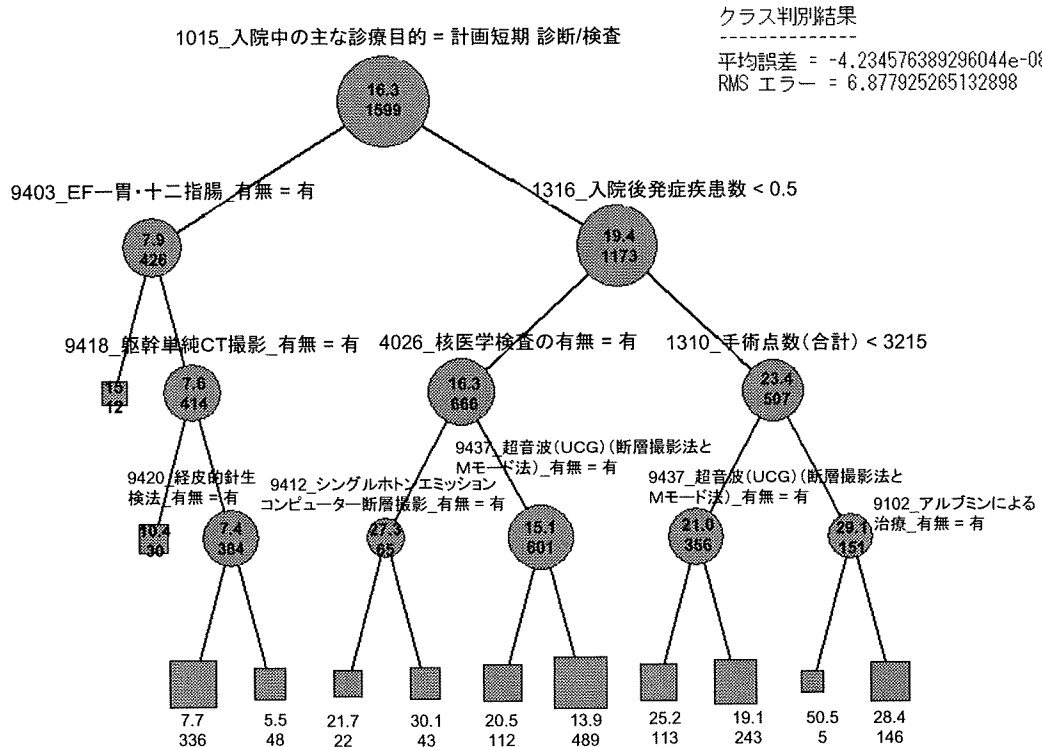 クラス判別結果
--------------
平均誤差 = -4.234576389296044e-08
RMS エラー = 6.877925265132898
1015_入院中の主な診療目的 = 計画短期 診断/検査
16.3
1599
9403_EF一胃・十二指腸_有無 = 有
1316_入院後発症疾患数 < 0.5
7.9
426
19.4
1173
9418_躯幹単純CT撮影_有無 = 有
4026_核医学検査の有無 = 有
1310_手術点数(合計) < 3215
15
12
7.6
414
16.3
666
23.4
507
9420_経皮的針生
検法_有無 = 有
9412_シングルホトンエミッション
コンピューター断層撮影_有無 = 有
9437_超音波(UCG)(断層撮影法と
Mモード法)_有無 = 有
9437_超音波(UCG)(断層撮影法と
Mモード法)_有無 = 有
9102_アルブミンによる
治療_有無 = 有
10.4
30
7.4
384
27.3
65
15.1
601
21.0
356
29.1
151
7.7
336
5.5
48
21.7
22
30.1
43
20.5
112
13.9
489
25.2
113
19.1
243
50.5
5
28.4
146